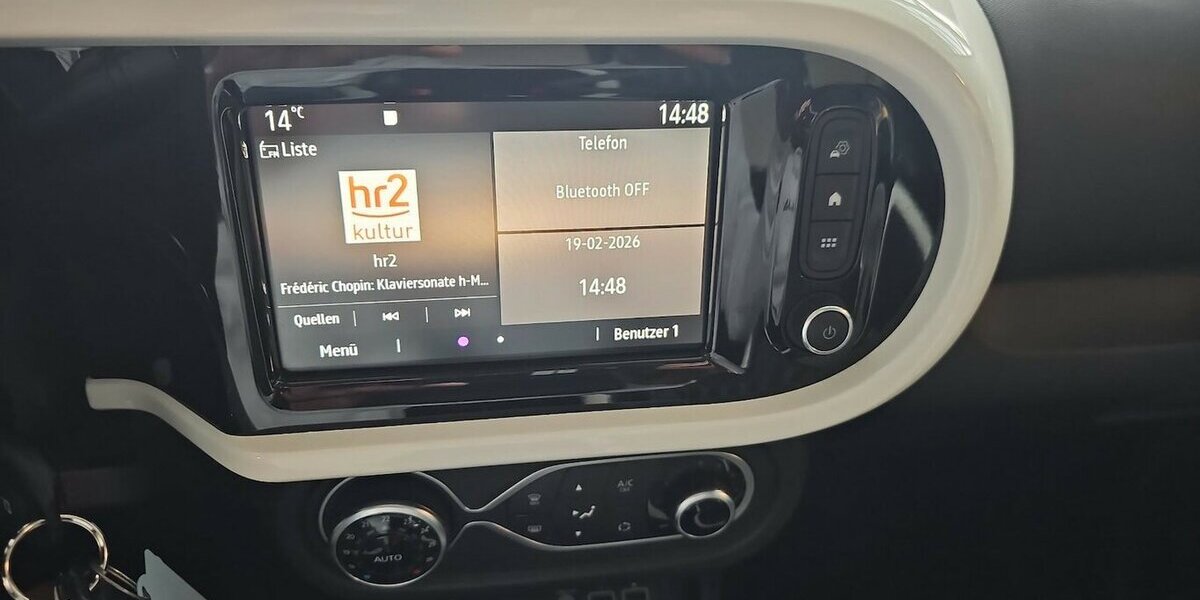 14°C
14:48
Liste
hr2
kultur
hr2
Frédéric Chopin: Klaviersonate h-M...
Quellen
Menü
Telefon
Bluetooth OFF
19-02-2026
14:48
Benutzer 1
A/C
OFF
AUTO